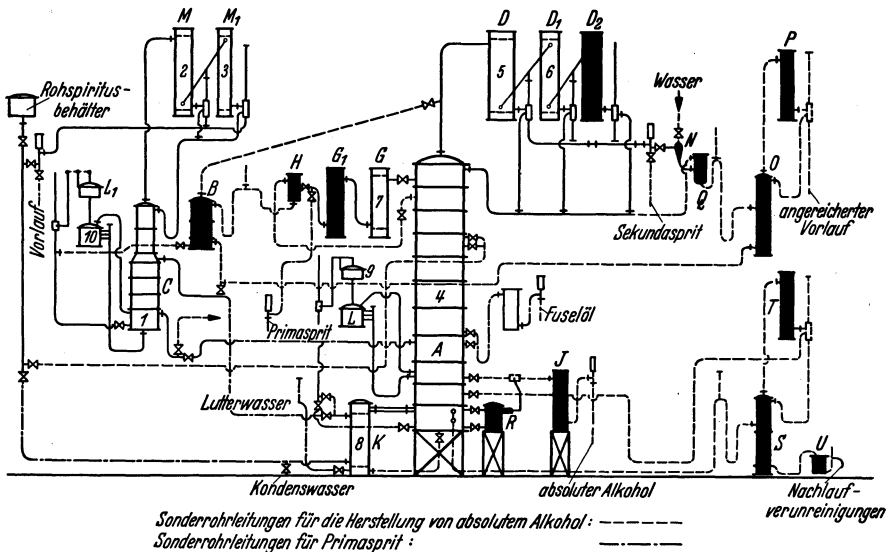 M M₁ D D₂
D₁
P
2 3 5 6
Wasser
Rohspiritus-
behälter
N
O
L₁ B H G₁ G
7
Q
10
Vorlauf
Sekundasprit
angereicherter
Vorlauf
C
9
4
T
1
L
Fuselöl
Primasprit
A
J
Lutterwasser
R
8 K
S U
Kondenswasser
absoluter Alkohol
Nachlauf-
verunreinigungen
Sonderrohrleitungen für die Herstellung von absolutem Alkohol :
Sonderrohrleitungen für Primasprit :